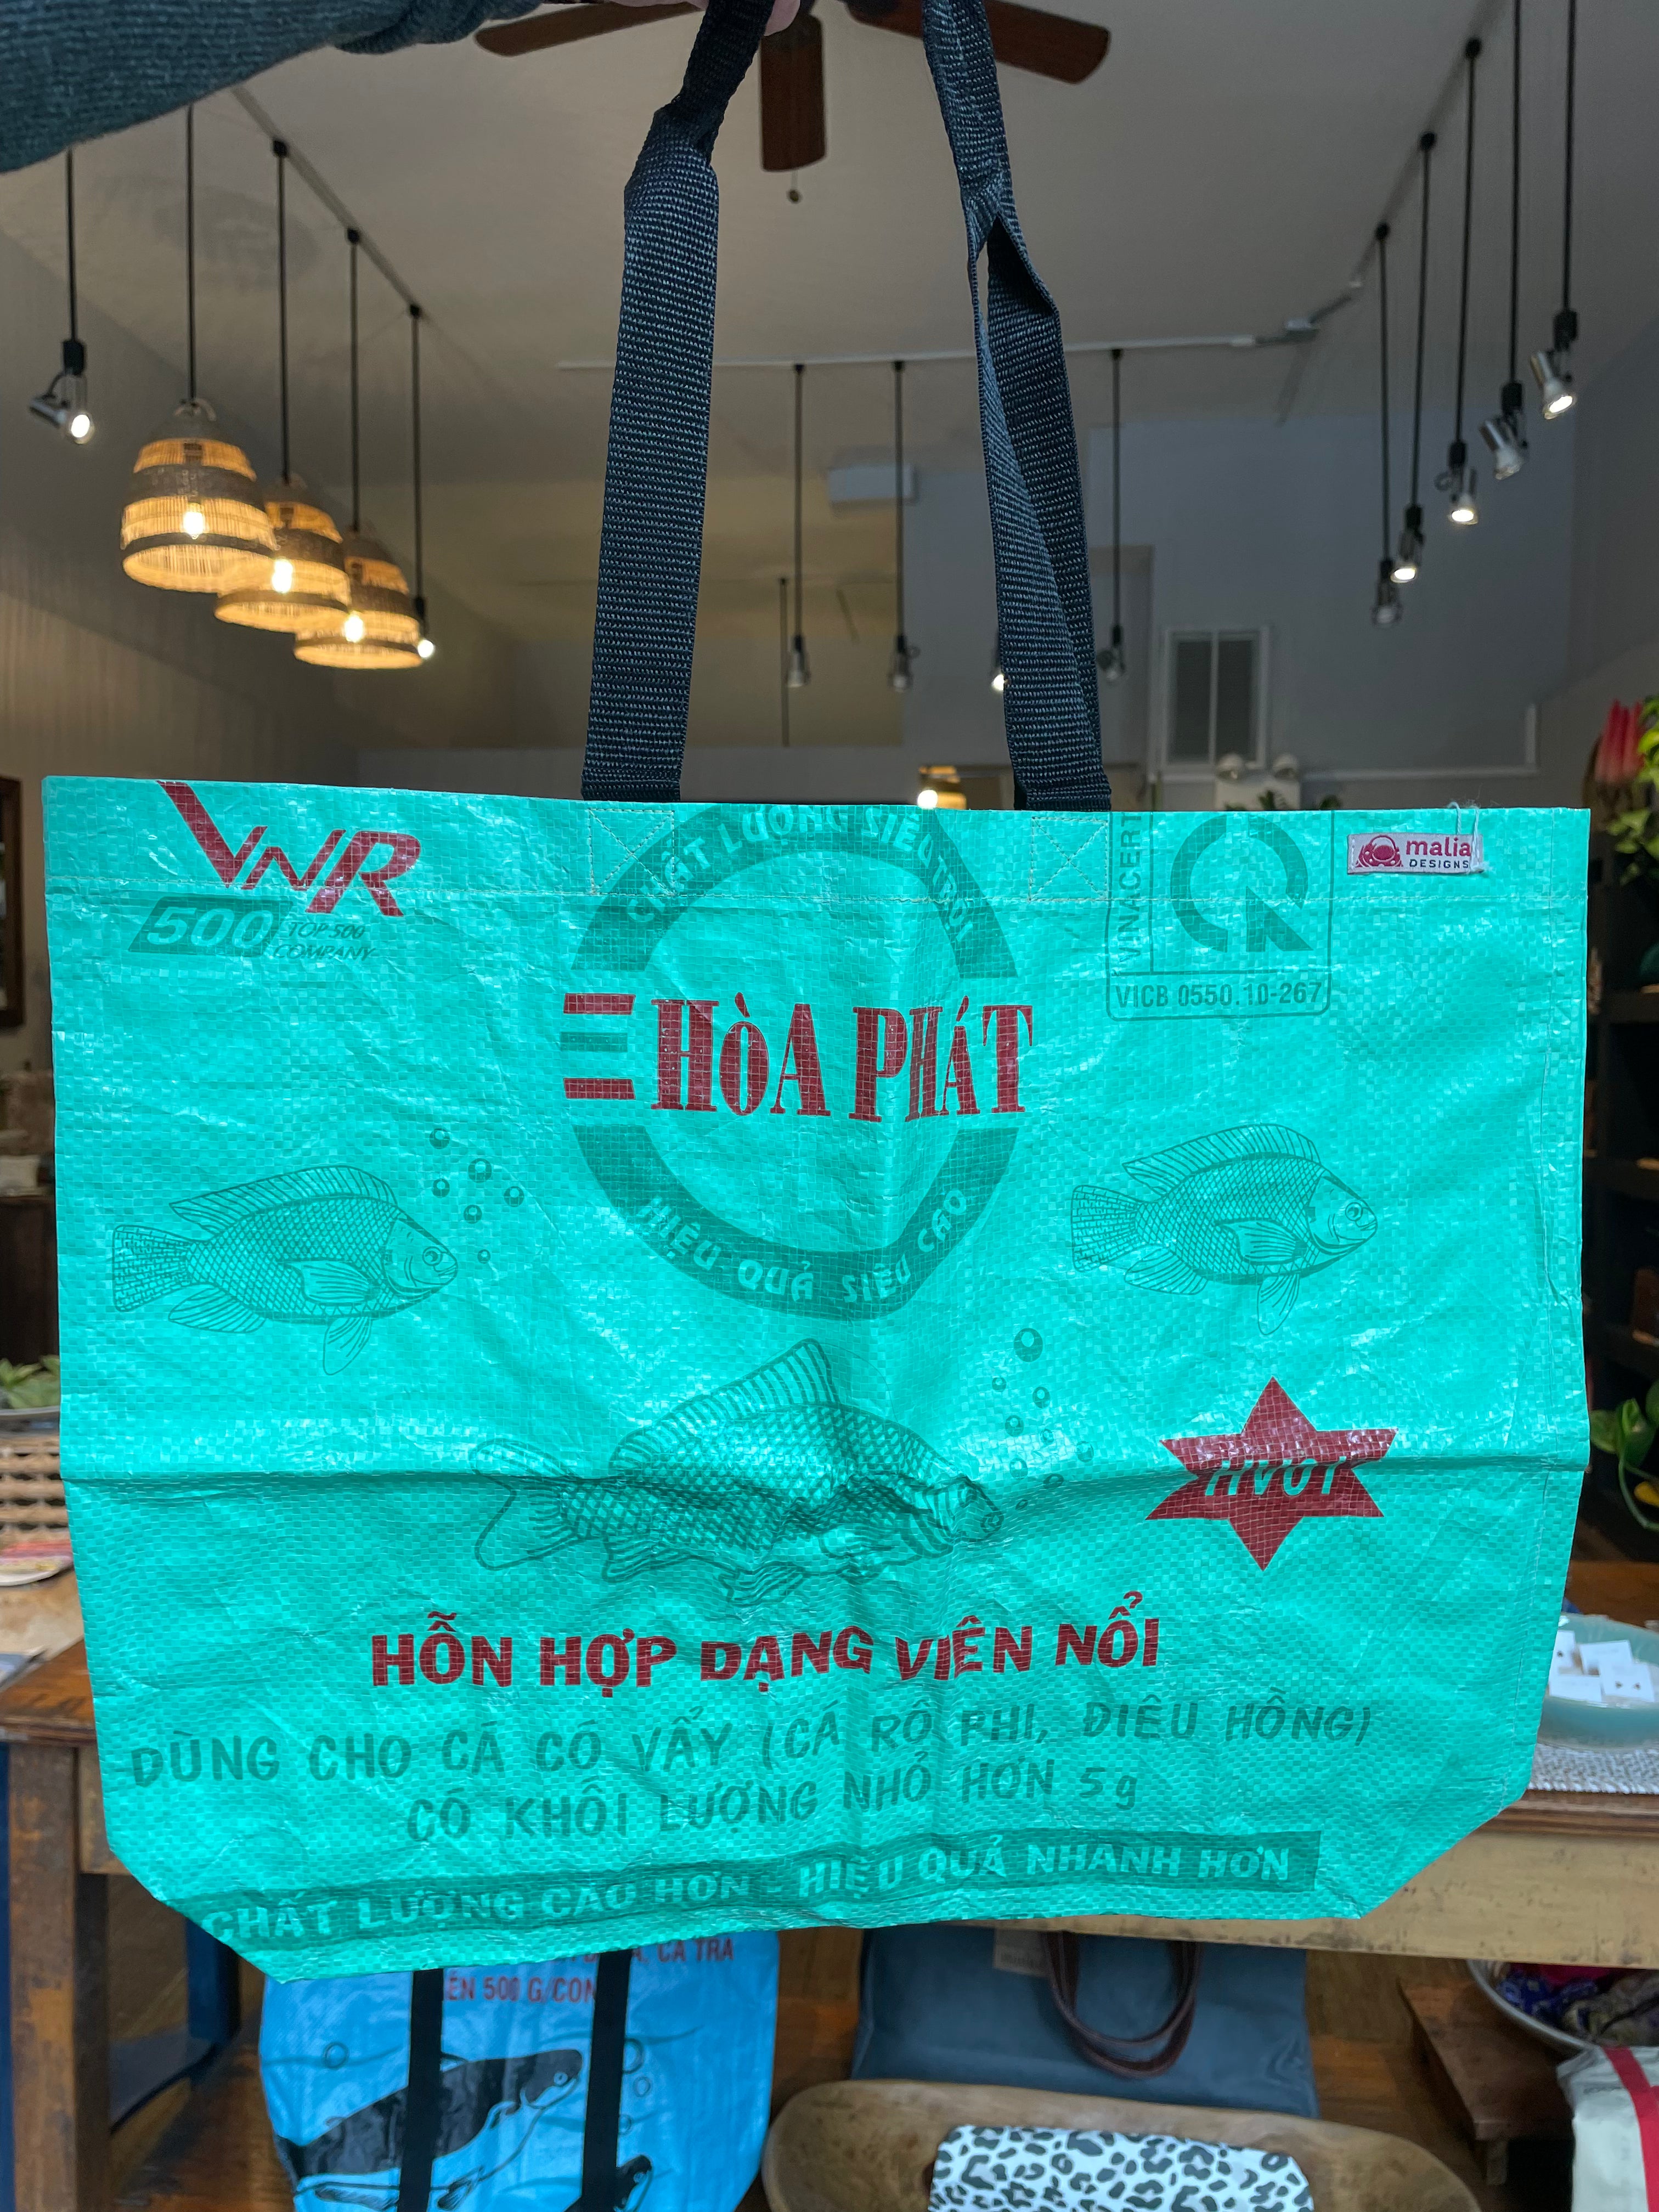 VNR
500 TOP 500
COMPANY
CHẤT LƯỢNG SIÊU TRỘI
VINACERT
VICB 0550.10-267
malia
DESIGNS
HÒA PHÁT
HIỆU QUẢ SIÊU CAO
HV01
HỖN HỢP DẠNG VIÊN NỔI
DÙNG CHO CÁ CÓ VẨY (CÁ RÔ PHI, ĐIÊU HỒNG)
CÓ KHỐI LƯỢNG NHỎ HƠN 5g
CHẤT LƯỢNG CAO HƠN - HIỆU QUẢ NHANH HƠN
CÁ TRA
500 G/CON